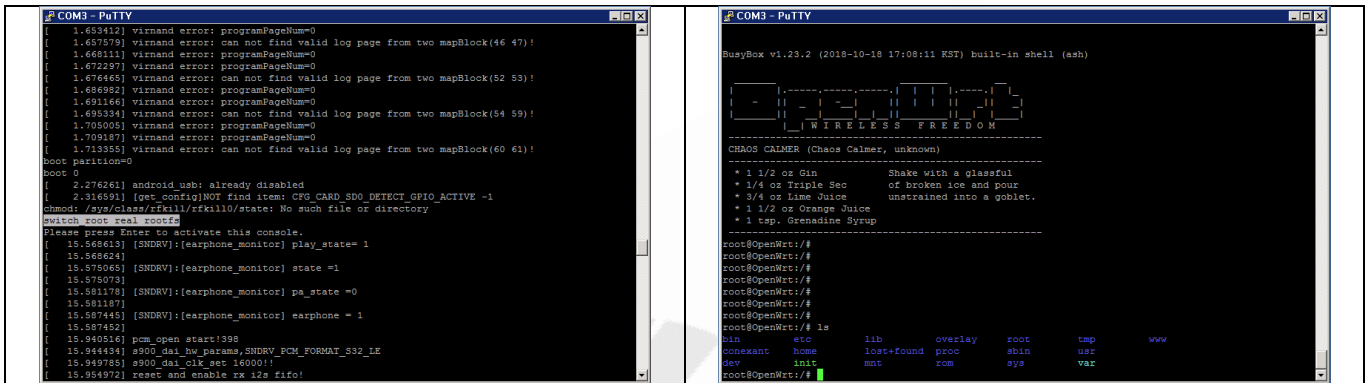 COM3 - PuTTY
[    1.653412] virnand error: programPageNum=0
[    1.657579] virnand error: can not find valid log page from two mapBlock(46 47)!
[    1.668111] virnand error: programPageNum=0
[    1.672297] virnand error: programPageNum=0
[    1.676465] virnand error: can not find valid log page from two mapBlock(52 53)!
[    1.686982] virnand error: programPageNum=0
[    1.691166] virnand error: programPageNum=0
[    1.695334] virnand error: can not find valid log page from two mapBlock(54 59)!
[    1.705005] virnand error: programPageNum=0
[    1.709187] virnand error: programPageNum=0
[    1.713355] virnand error: can not find valid log page from two mapBlock(60 61)!
boot parition=0
boot 0
[    2.276261] android_usb: already disabled
[    2.316591] [get_config]NOT find item: CFG_CARD_SD0_DETECT_GPIO_ACTIVE -1
chmod: /sys/class/rfkill/rfkill0/state: No such file or directory
switch root real rootfs
Please press Enter to activate this console.
[   15.568613] [SNDRV]:[earphone_monitor] play_state= 1
[   15.568624]
[   15.575065] [SNDRV]:[earphone_monitor] state =1
[   15.575073]
[   15.581178] [SNDRV]:[earphone_monitor] pa_state =0
[   15.581187]
[   15.587445] [SNDRV]:[earphone_monitor] earphone = 1
[   15.587452]
[   15.940516] pcm_open start!398
[   15.944434] s900_dai_hw_params,SNDRV_PCM_FORMAT_S32_LE
[   15.949785] s900_dai_clk_set 16000!!
[   15.954972] reset and enable rx i2s fifo!
COM3 - PuTTY
BusyBox v1.23.2 (2018-10-18 17:08:11 KST) built-in shell (ash)
W I R E L E S S   F R E E D O M
CHAOS CALMER (Chaos Calmer, unknown)
* 1 1/2 oz Gin            Shake with a glassful
* 1/4 oz Triple Sec       of broken ice and pour
* 3/4 oz Lime Juice       unstrained into a goblet.
* 1 1/2 oz Orange Juice
* 1 tsp. Grenadine Syrup
root@OpenWrt:/#
root@OpenWrt:/#
root@OpenWrt:/#
root@OpenWrt:/#
root@OpenWrt:/#
root@OpenWrt:/#
root@OpenWrt:/#
root@OpenWrt:/# ls
bin         etc         lib         overlay     root        tmp         www
conexant    home        lost+found  proc        sbin        usr
dev         init        mnt         rom         sys         var
root@OpenWrt:/#